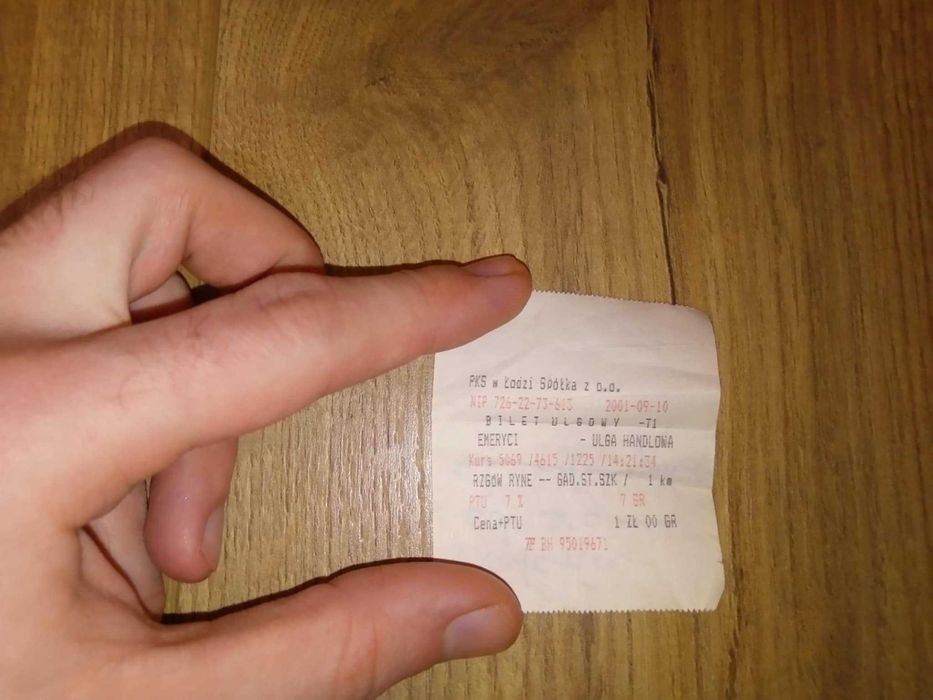 PKS w Łodzi Spółka z o.o.
NIP 726-22-73-613 2001-09-10
BILET ULGOWY -T1
EMERYCI - ULGA HANDLOWA
Kurs 5069 /4615 /1225 /14:21:34
RZGÓW RYNE -- GAD.ST.SZK / 1 km
PTU 7 % 7 GR
Cena+PTU 1 ZŁ 00 GR
BH 95019671